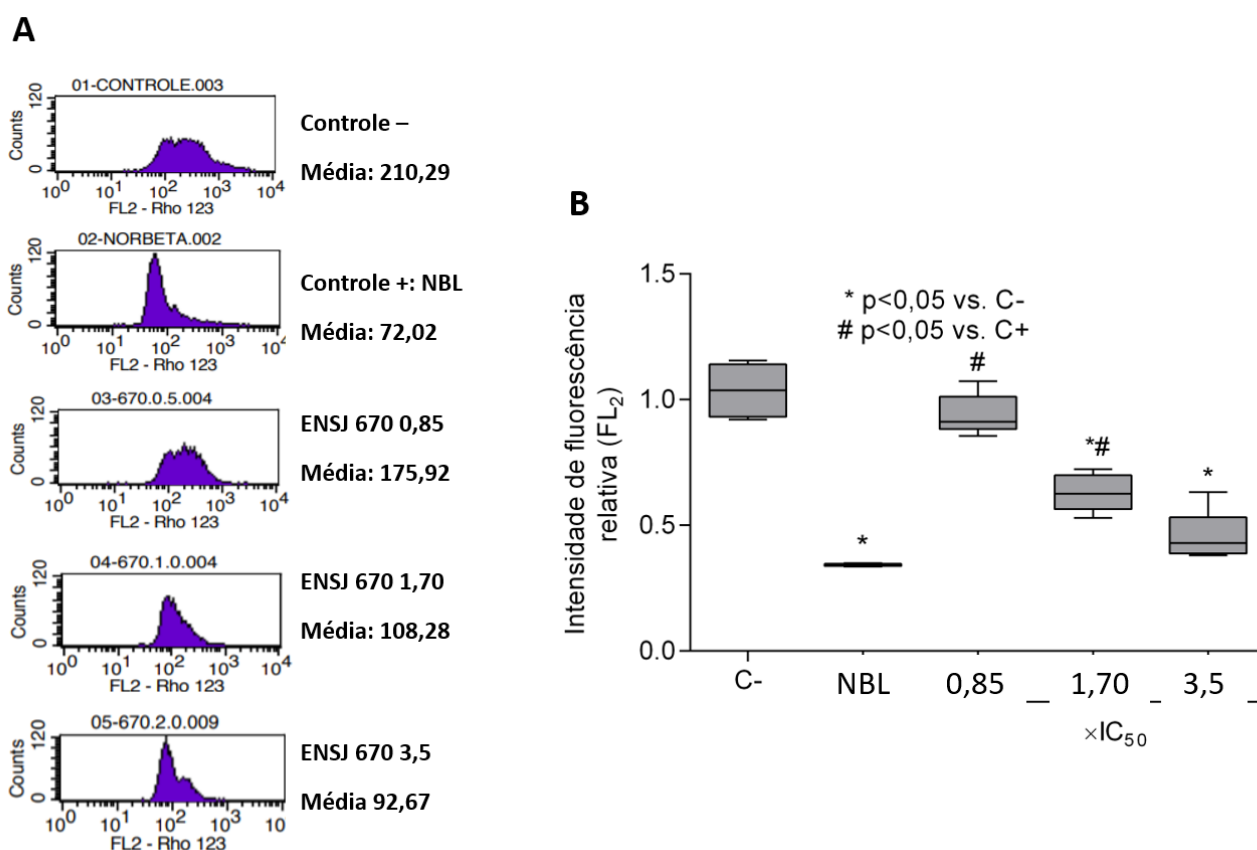 A
01-CONTROLE.003
120
Counts
0
10^0 10^1 10^2 10^3 10^4
FL2 - Rho 123
Controle –
Média: 210,29
02-NORBETA.002
120
Counts
0
10^0 10^1 10^2 10^3 10^4
FL2 - Rho 123
Controle +: NBL
Média: 72,02
03-670.0.5.004
120
Counts
0
10^0 10^1 10^2 10^3 10^4
FL2 - Rho 123
ENSJ 670 0,85
Média: 175,92
04-670.1.0.004
120
Counts
0
10^0 10^1 10^2 10^3 10^4
FL2 - Rho 123
ENSJ 670 1,70
Média: 108,28
05-670.2.0.009
120
Counts
0
10^0 10^1 10^2 10^3 10
FL2 - Rho 123
ENSJ 670 3,5
Média 92,67
B
Intensidade de fluorescência
relativa (FL₂)
1.5
1.0
0.5
0.0
* p<0,05 vs. C-
# p<0,05 vs. C+
*
#
*#
*
C- NBL 0,85 1,70 3,5
×IC₅₀